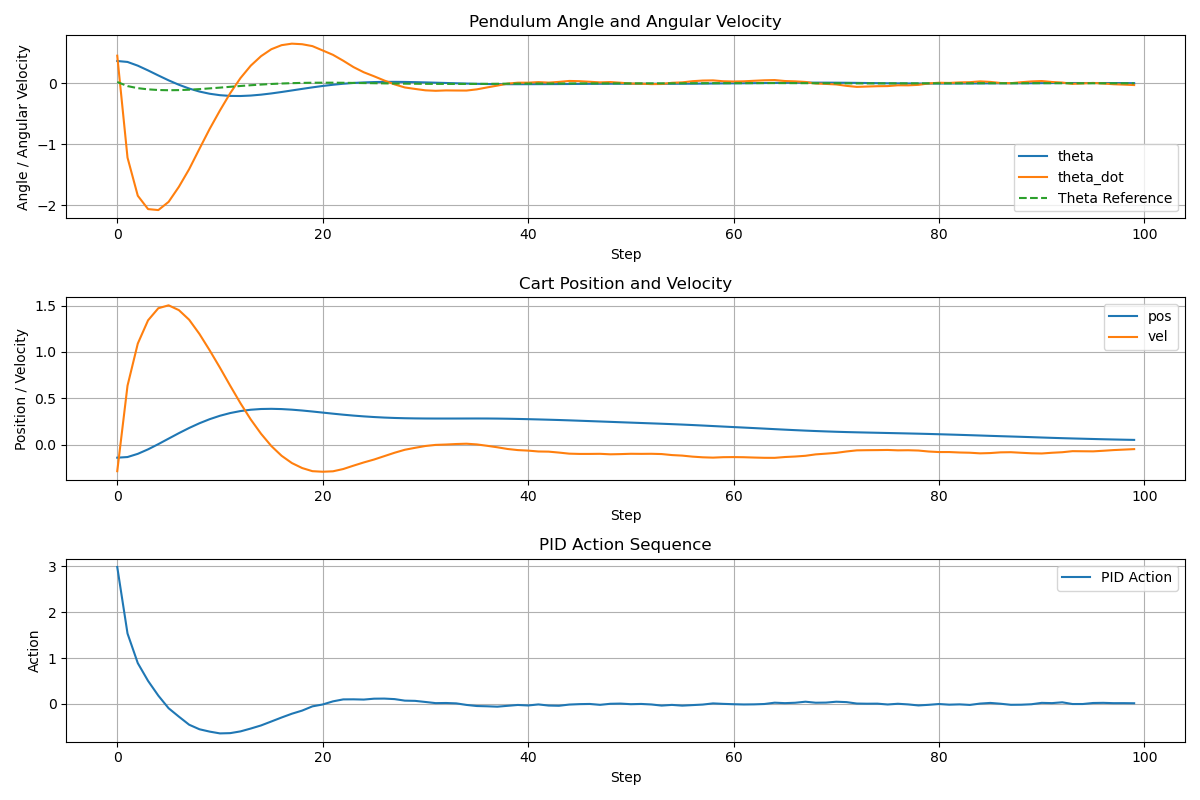 Pendulum Angle and Angular Velocity
Angle / Angular Velocity
0
−1
−2
theta
theta_dot
Theta Reference
0 20 40 60 80 100
Step
Cart Position and Velocity
Position / Velocity
1.5
1.0
0.5
0.0
pos
vel
0 20 40 60 80 100
Step
PID Action Sequence
Action
3
2
1
0
PID Action
0 20 40 60 80 100
Step